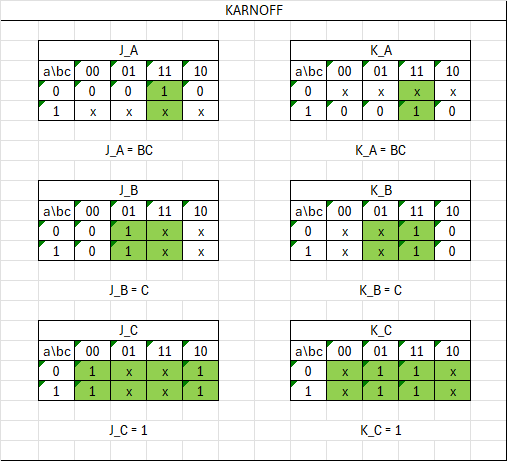 KARNOFF
J_A K_A
a\bc 00 01 11 10 a\bc 00 01 11 10
0 0 0 1 0 0 x x x x
1 x x x x 1 0 0 1 0
J_A = BC K_A = BC
J_B K_B
a\bc 00 01 11 10 a\bc 00 01 11 10
0 0 1 x x 0 x x 1 0
1 0 1 x x 1 x x 1 0
J_B = C K_B = C
J_C K_C
a\bc 00 01 11 10 a\bc 00 01 11 10
0 1 x x 1 0 x 1 1 x
1 1 x x 1 1 x 1 1 x
J_C = 1 K_C = 1